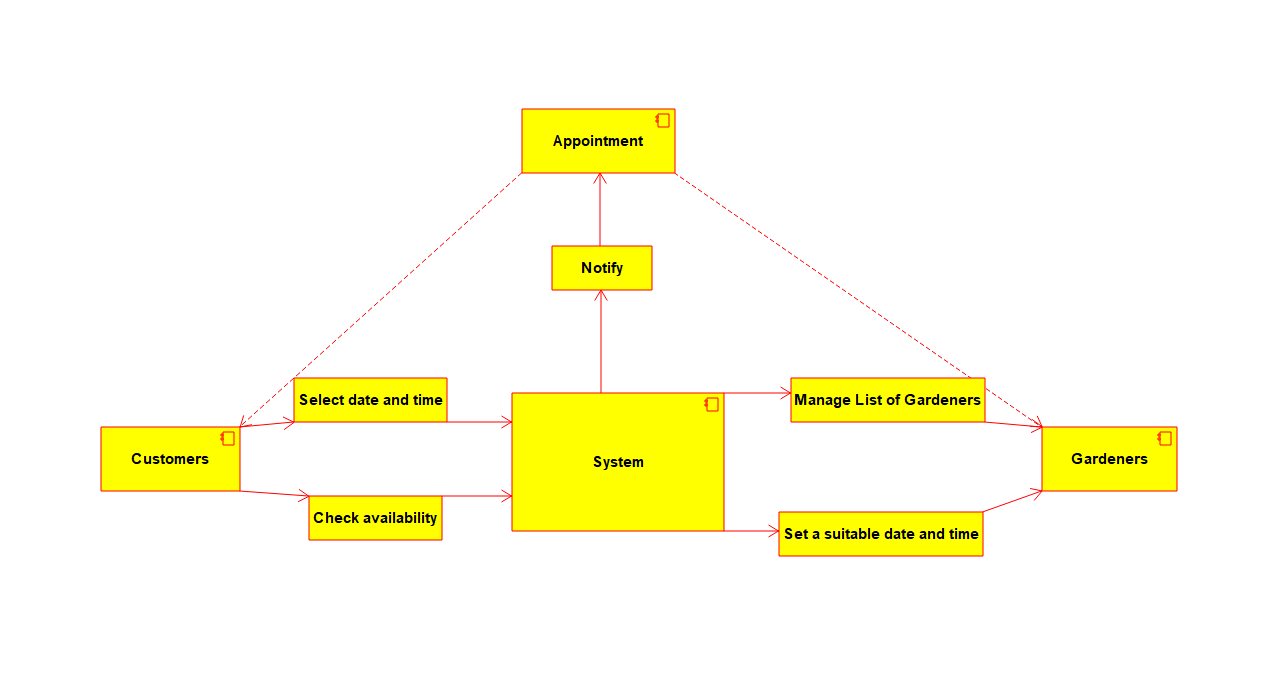 Appointment
Notify
Select date and time
Manage List of Gardeners
Customers
System
Gardeners
Check availability
Set a suitable date and time